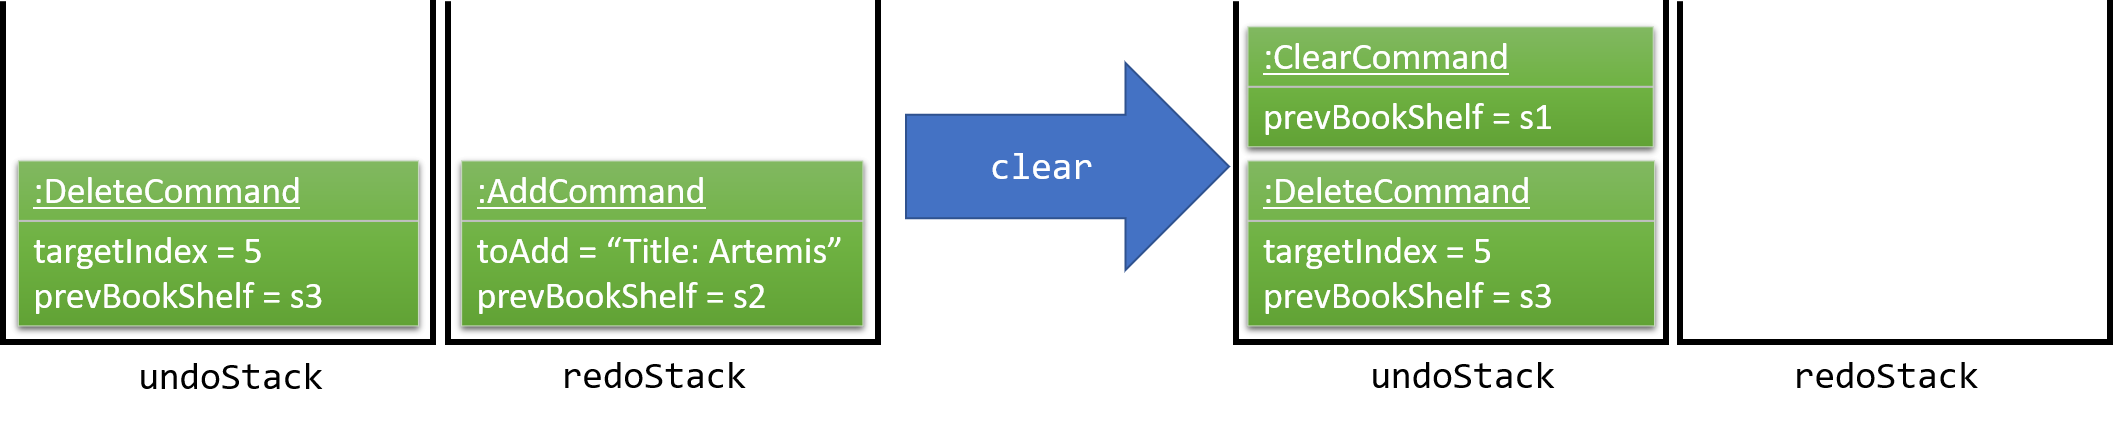 :DeleteCommand
targetIndex = 5
prevBookShelf = s3
undoStack
:AddCommand
toAdd = “Title: Artemis”
prevBookShelf = s2
redoStack
clear
:ClearCommand
prevBookShelf = s1
:DeleteCommand
targetIndex = 5
prevBookShelf = s3
undoStack
redoStack